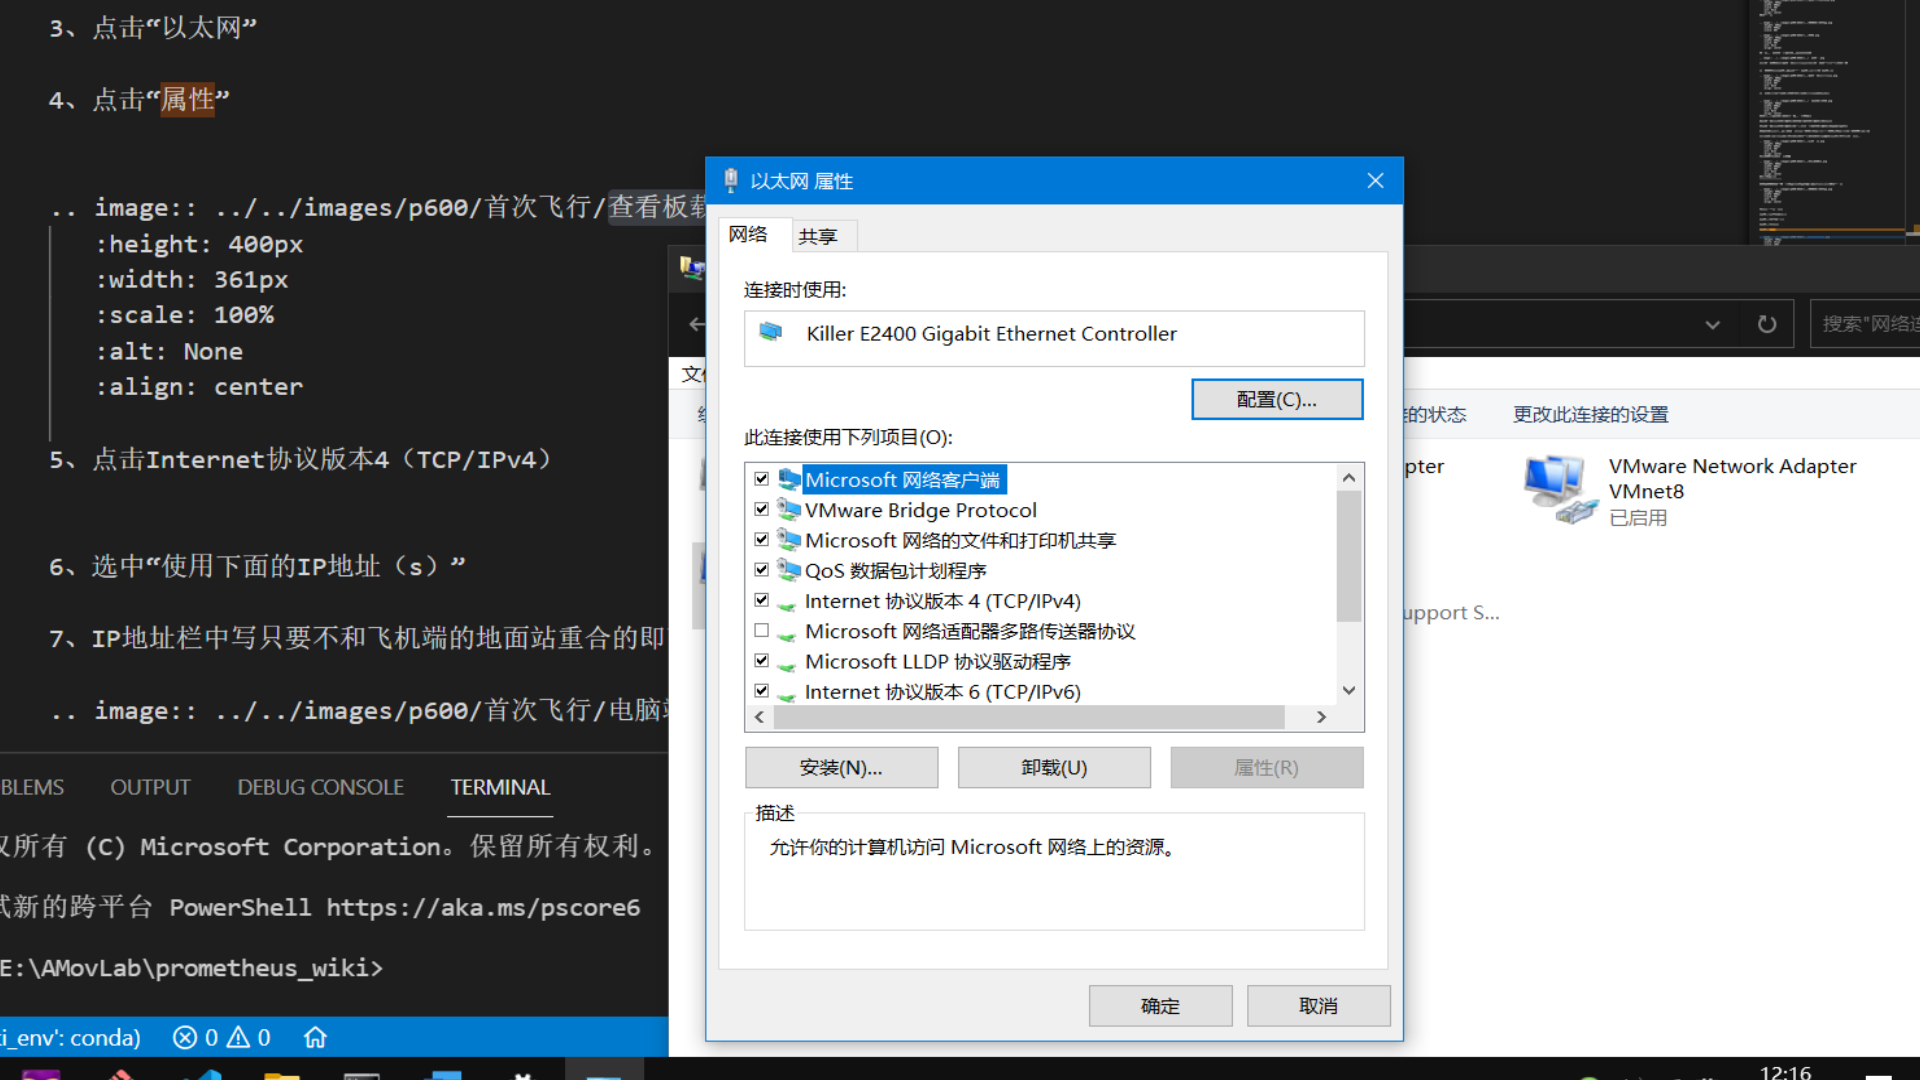 3、点击“以太网”
4、点击“属性”
.. image:: ../../images/p600/首次飞行/查看板载
:height: 400px
:width: 361px
:scale: 100%
:alt: None
:align: center
5、点击Internet协议版本4（TCP/IPv4）
6、选中“使用下面的IP地址（s）”
7、IP地址栏中写只要不和飞机端的地面站重合的即
.. image:: ../../images/p600/首次飞行/电脑
BLEMS OUTPUT DEBUG CONSOLE TERMINAL
所有 (C) Microsoft Corporation。保留所有权利。
新的跨平台 PowerShell https://aka.ms/pscore6
E:\AMovLab\prometheus_wiki>
i_env': conda) 0 0
以太网 属性
网络 共享
连接时使用:
Killer E2400 Gigabit Ethernet Controller
配置(C)...
此连接使用下列项目(O):
Microsoft 网络客户端
VMware Bridge Protocol
Microsoft 网络的文件和打印机共享
QoS 数据包计划程序
Internet 协议版本 4 (TCP/IPv4)
Microsoft 网络适配器多路传送器协议
Microsoft LLDP 协议驱动程序
Internet 协议版本 6 (TCP/IPv6)
安装(N)... 卸载(U) 属性(R)
描述
允许你的计算机访问 Microsoft 网络上的资源。
确定 取消
搜索"网络
的状态 更改此连接的设置
pter
VMware Network Adapter
VMnet8
已启用
upport S...
12:16